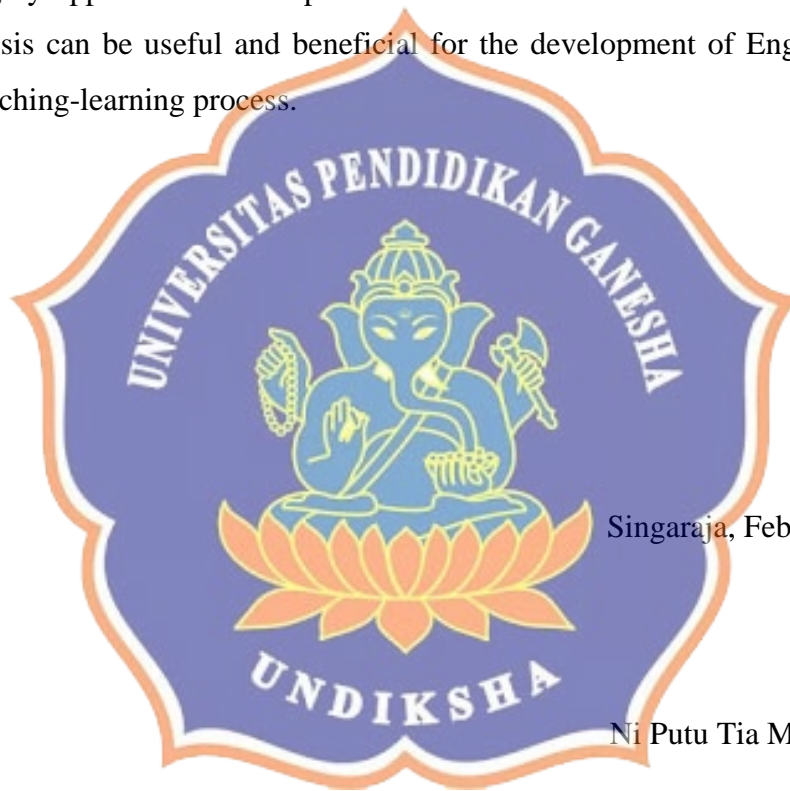 sis can be useful and beneficial for the development of Eng
ching-learning process.
UNIVERSITAS PENDIDIKAN GANESHA
Singaraja, Feb
UNDIKSHA
Ni Putu Tia M